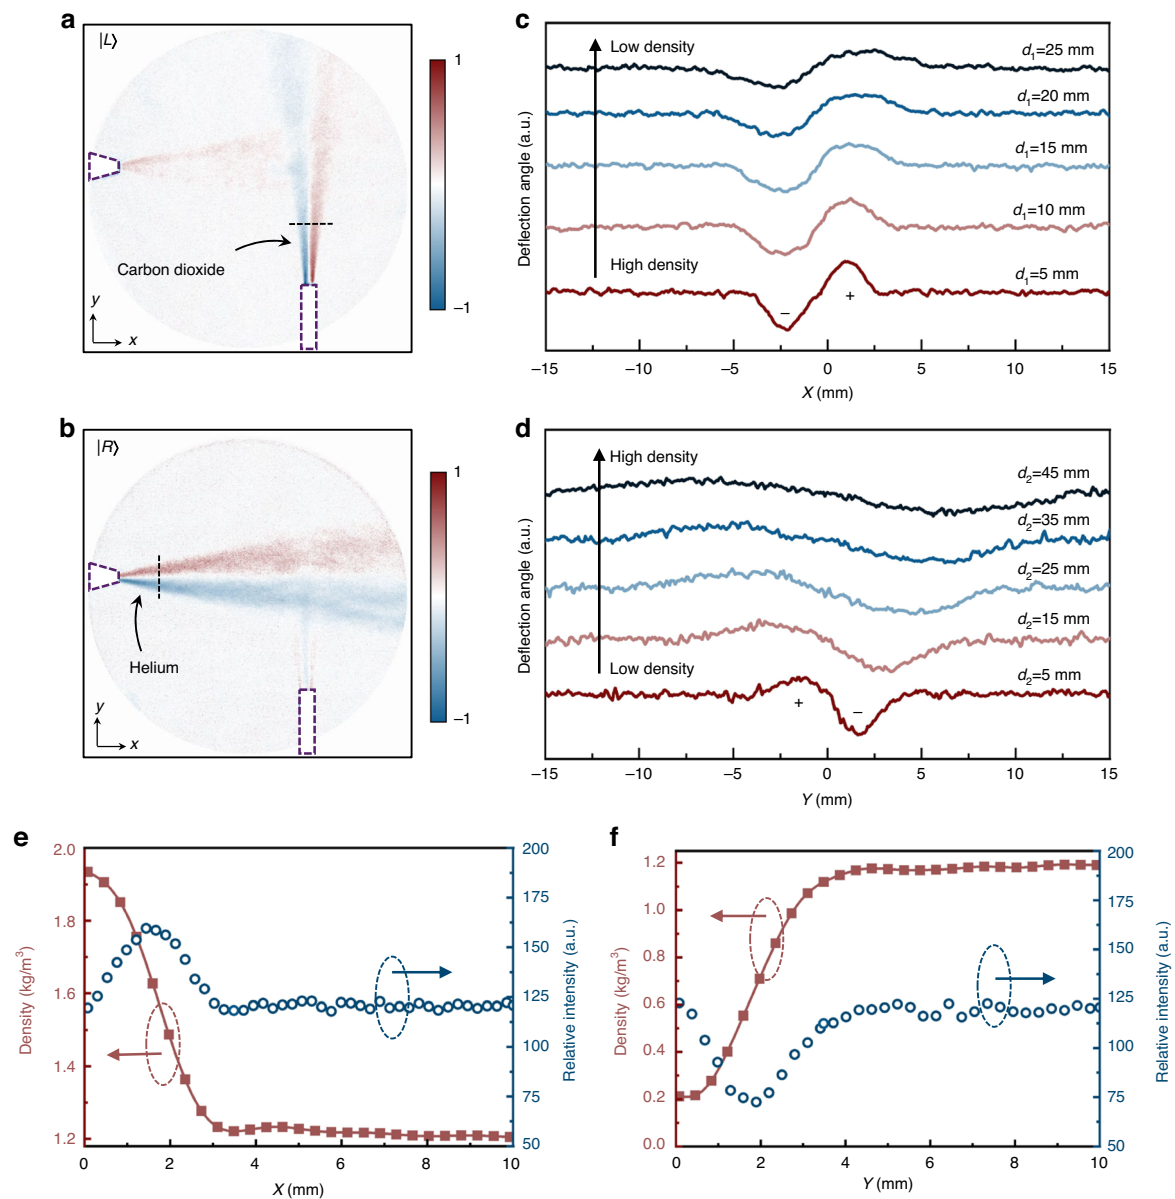 a
|L⟩
1
–1
Carbon dioxide
y
x
b
|R⟩
1
–1
Helium
y
x
c
Low density
High density
d1=25 mm
d1=20 mm
d1=15 mm
d1=10 mm
d1=5 mm
–
+
Deflection angle (a.u.)
–15 –10 –5 0 5 10 15
X (mm)
d
High density
Low density
d2=45 mm
d2=35 mm
d2=25 mm
d2=15 mm
d2=5 mm
+
–
Deflection angle (a.u.)
–15 –10 –5 0 5 10 15
Y (mm)
e
2.0
1.8
1.6
1.4
1.2
Density (kg/m³)
200
175
150
125
100
75
50
Relative intensity (a.u.)
0 2 4 6 8 10
X (mm)
f
1.2
1.0
0.8
0.6
0.4
0.2
0.0
Density (kg/m³)
200
175
150
125
100
75
50
Relative intensity (a.u.)
0 2 4 6 8 10
Y (mm)